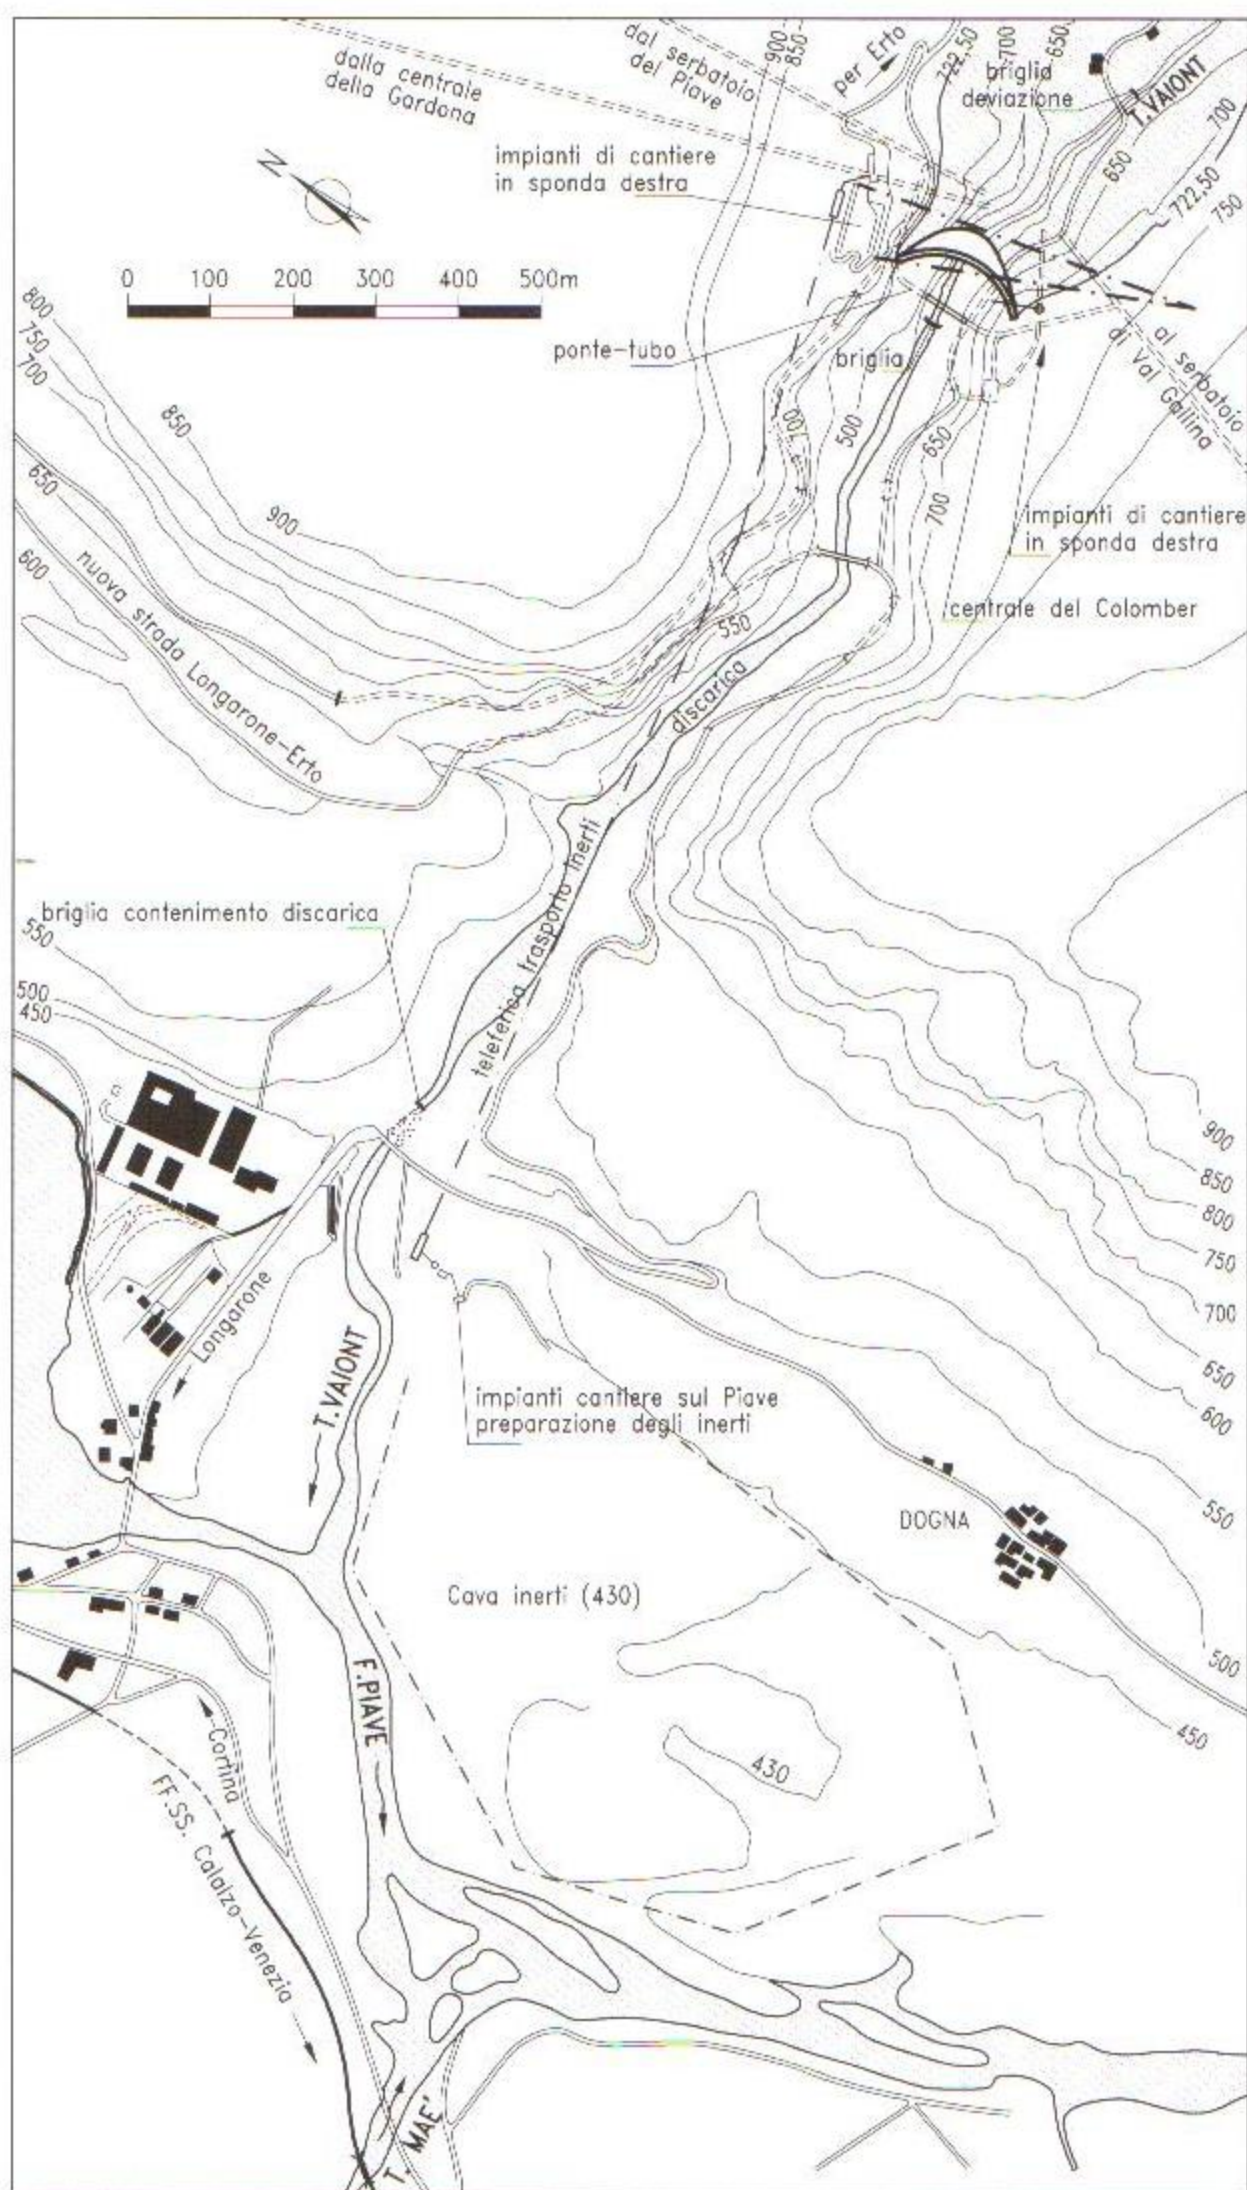 dalla centrale
della Gardona
dal serbatoio
del Piave
900
850
per Erto
722,50
700
650
briglia
deviazione
T. VAIONT
700
650
722,50
750
impianti di cantiere
in sponda destra
N
0 100 200 300 400 500m
ponte-tubo
briglia
al serbatoio
di Val Gallina
800
750
700
850
900
650
600
700
500
650
700
550
impianti di cantiere
in sponda destra
centrale del Colomber
nuova strada Longarone-Erto
discarica
teleferica trasporto inerti
briglia contenimento discarica
550
500
450
900
850
800
750
700
650
600
550
500
450
Longarone
T. VAIONT
impianti cantiere sul Piave
preparazione degli inerti
DOGNA
Cava inerti (430)
F. PIAVE
430
Cortina
FF.SS. Calalzo-Venezia
T. MAE'